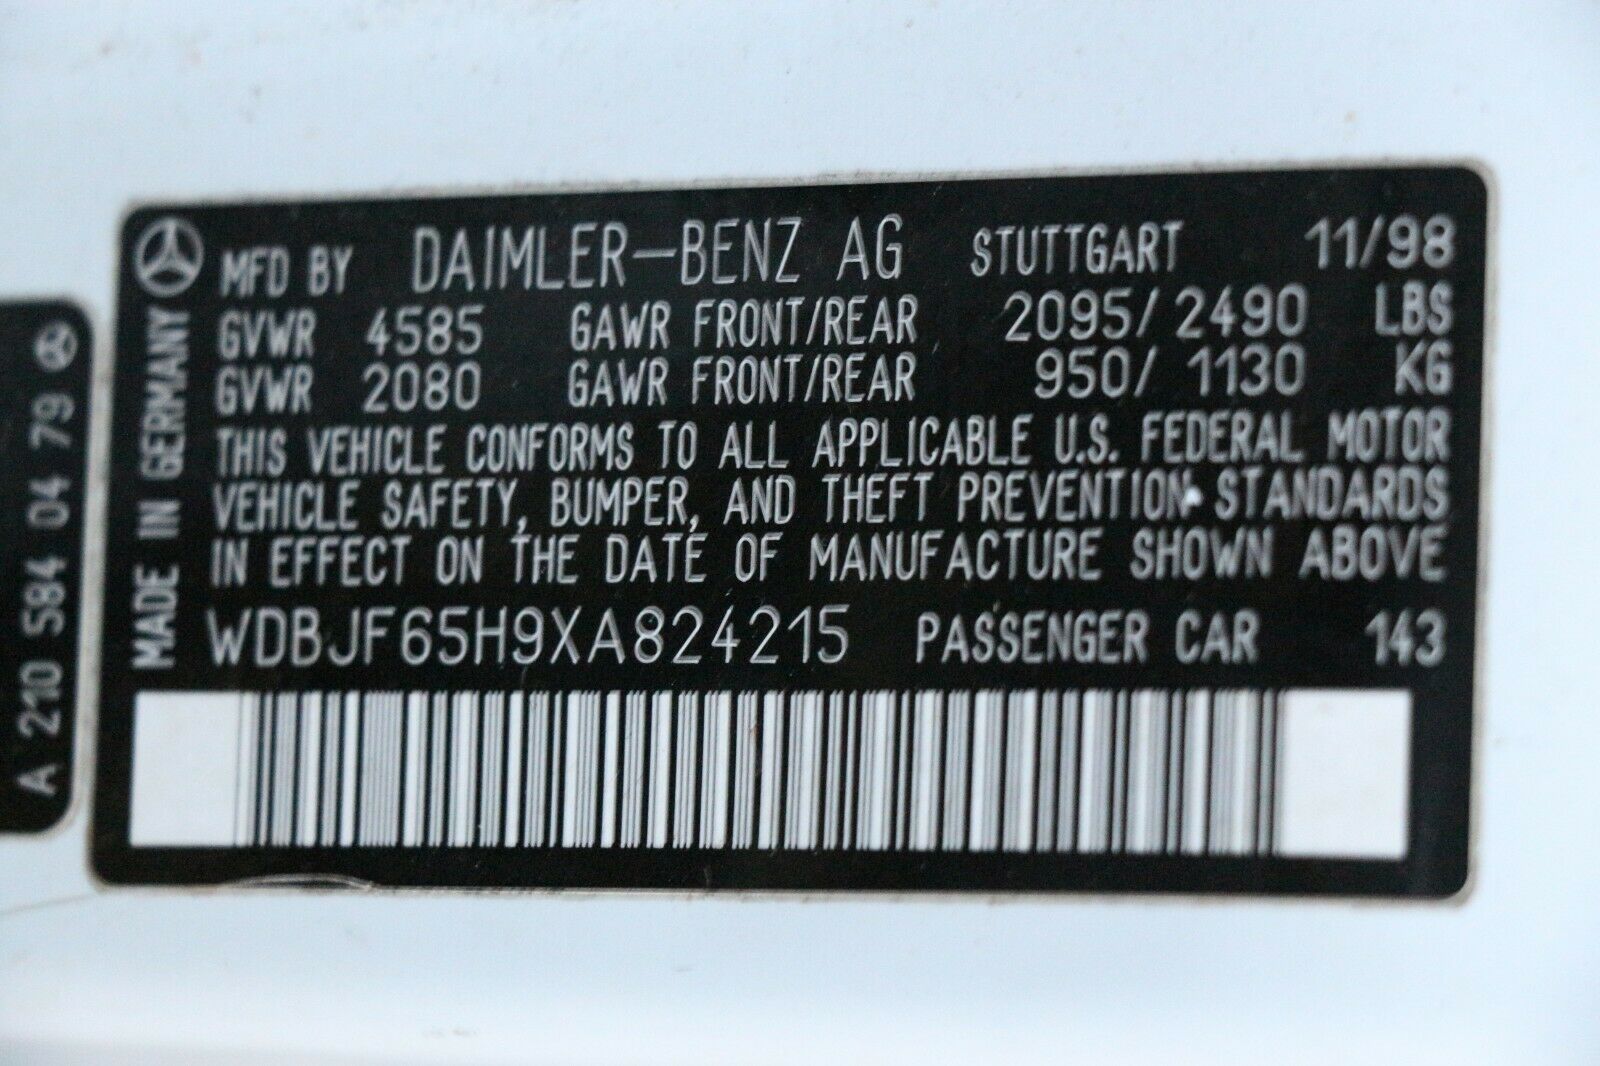 A 210 584 04 79
MADE IN GERMANY
MFD BY DAIMLER-BENZ AG STUTTGART 11/98
GVWR 4585 GAWR FRONT/REAR 2095/2490 LBS
GVWR 2080 GAWR FRONT/REAR 950/1130 KG
THIS VEHICLE CONFORMS TO ALL APPLICABLE U.S. FEDERAL MOTOR
VEHICLE SAFETY, BUMPER, AND THEFT PREVENTION STANDARDS
IN EFFECT ON THE DATE OF MANUFACTURE SHOWN ABOVE
WDBJF65H9XA824215 PASSENGER CAR 143